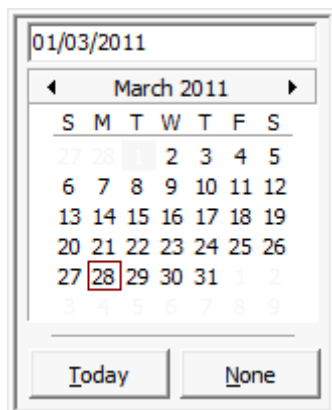 01/03/2011
March 2011
S M T W T F S
27 28 1 2 3 4 5
6 7 8 9 10 11 12
13 14 15 16 17 18 19
20 21 22 23 24 25 26
27 28 29 30 31 1 2
3 4 5 6 7 8 9
Today None